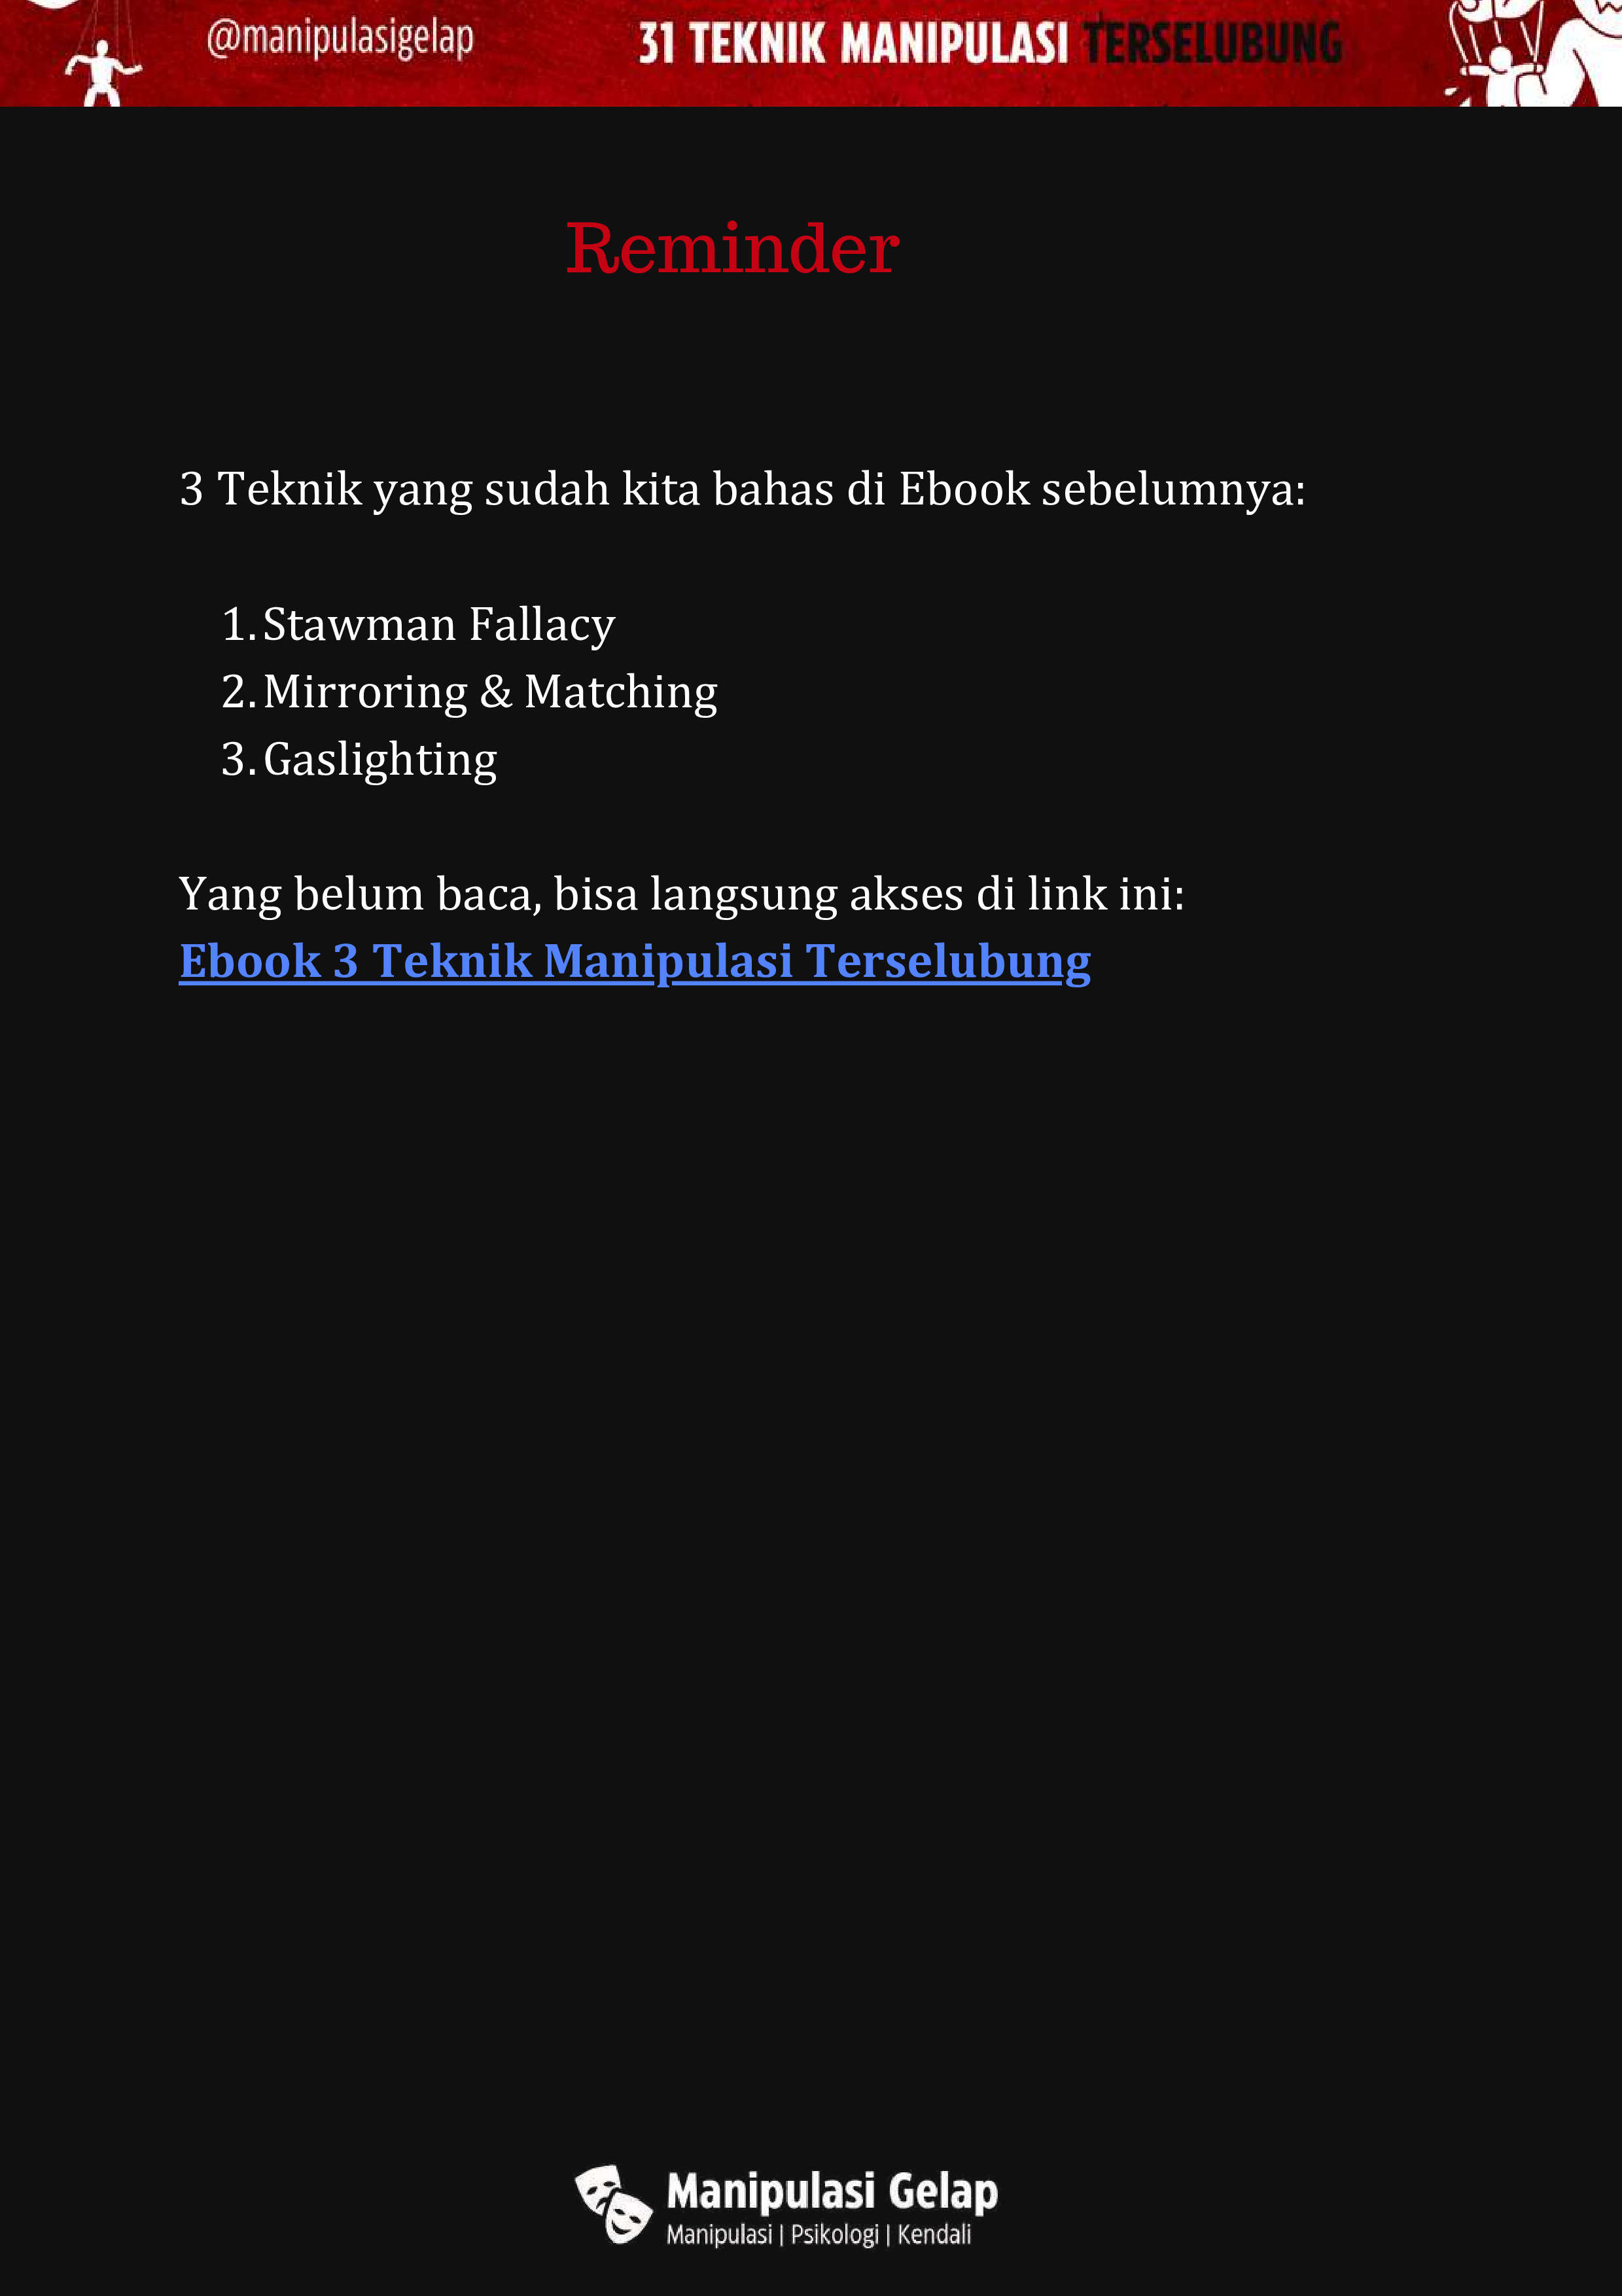 @manipulasigelap
31 TEKNIK MANIPULASI TERSELUBUNG
Reminder
3 Teknik yang sudah kita bahas di Ebook sebelumnya:
1. Stawman Fallacy
2. Mirroring & Matching
3. Gaslighting
Yang belum baca, bisa langsung akses di link ini:
Ebook 3 Teknik Manipulasi Terselubung
Manipulasi Gelap
Manipulasi | Psikologi | Kendali